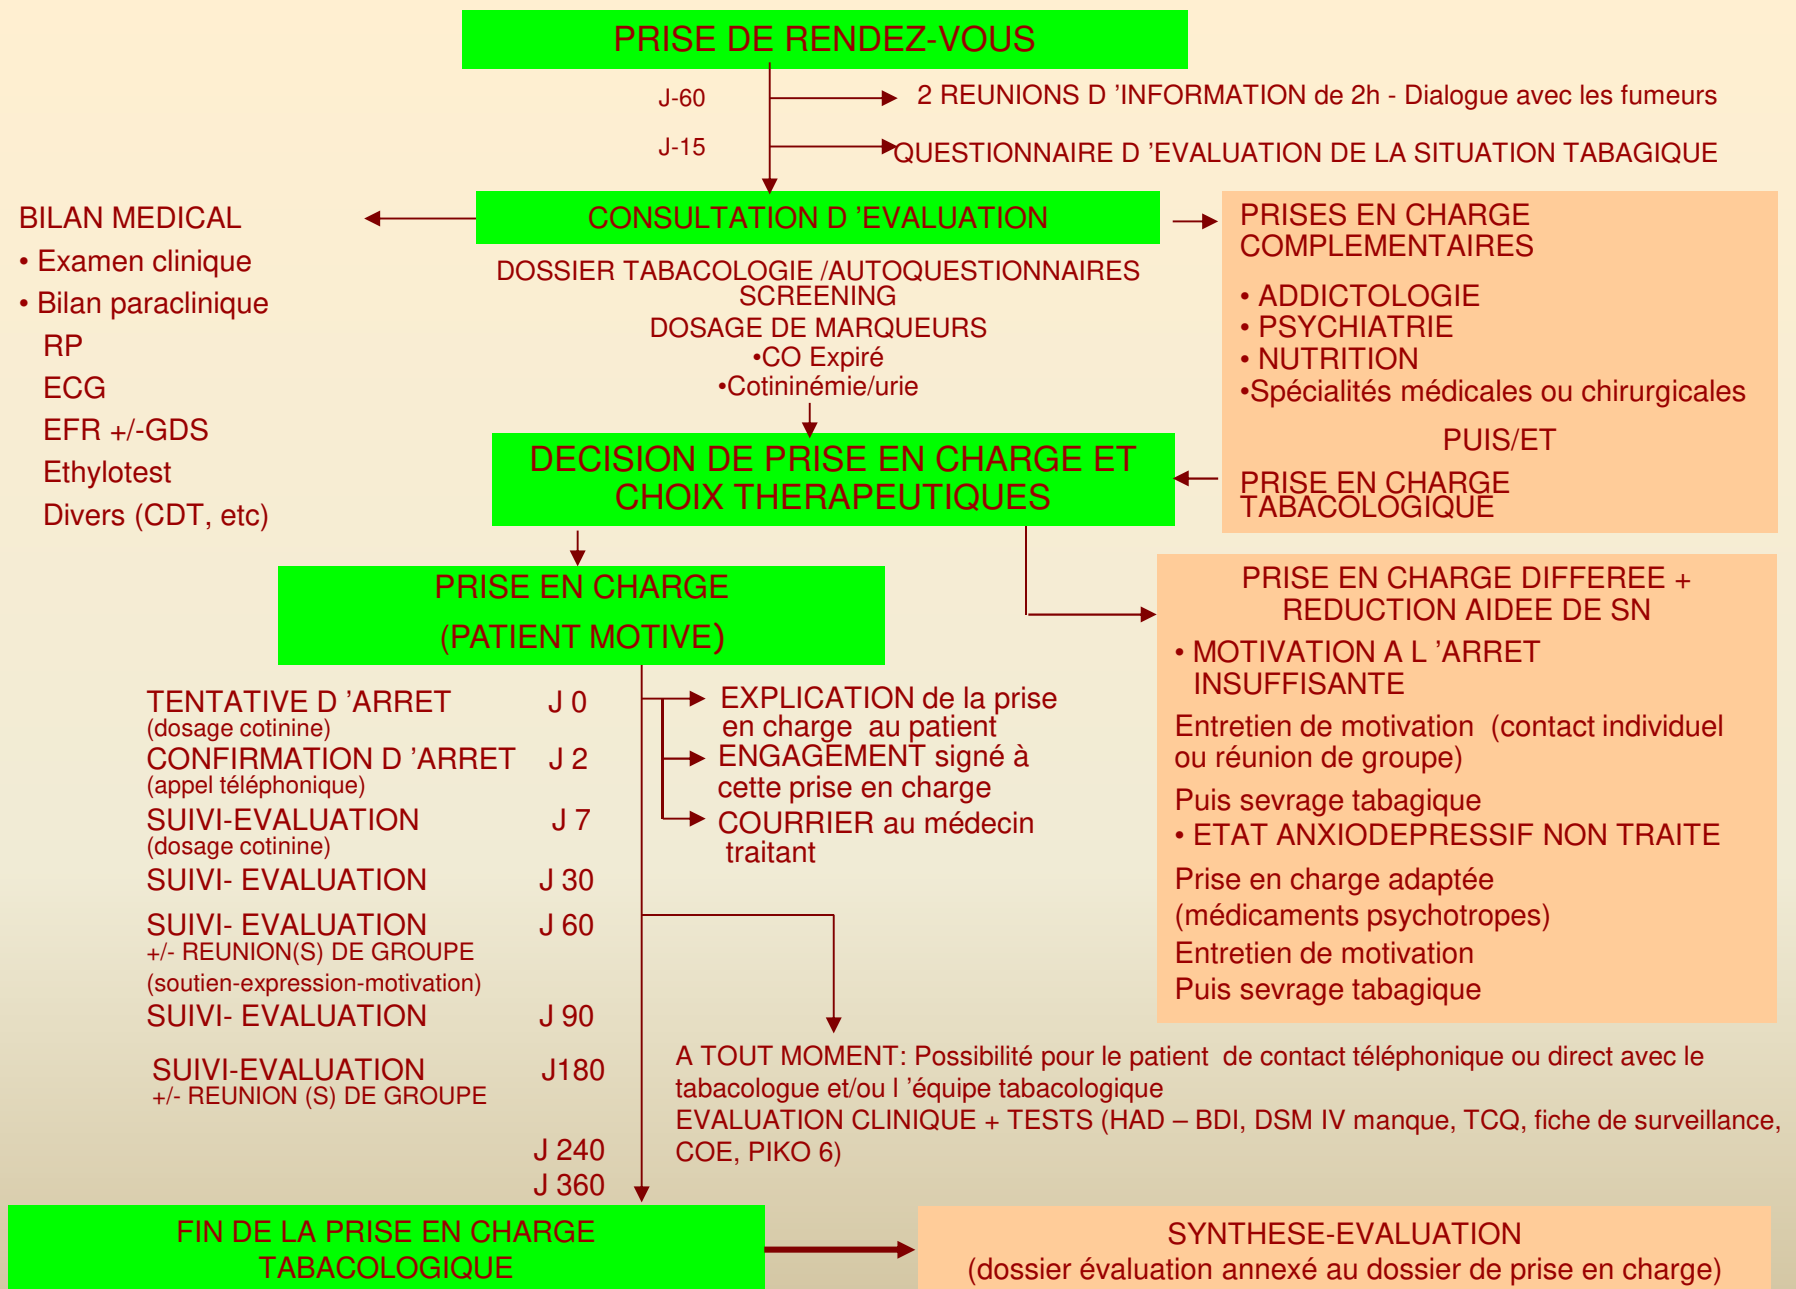 PRISE DE RENDEZ-VOUS
J-60
2 REUNIONS D 'INFORMATION de 2h - Dialogue avec les fumeurs
J-15
QUESTIONNAIRE D 'EVALUATION DE LA SITUATION TABAGIQUE
BILAN MEDICAL
• Examen clinique
• Bilan paraclinique
RP
ECG
EFR +/-GDS
Ethylotest
Divers (CDT, etc)
CONSULTATION D 'EVALUATION
DOSSIER TABACOLOGIE /AUTOQUESTIONNAIRES
SCREENING
DOSAGE DE MARQUEURS
•CO Expiré
•Cotininémie/urie
PRISES EN CHARGE
COMPLEMENTAIRES
• ADDICTOLOGIE
• PSYCHIATRIE
• NUTRITION
•Spécialités médicales ou chirurgicales
PUIS/ET
PRISE EN CHARGE
TABACOLOGIQUE
DECISION DE PRISE EN CHARGE ET
CHOIX THERAPEUTIQUES
PRISE EN CHARGE
(PATIENT MOTIVE)
PRISE EN CHARGE DIFFEREE +
REDUCTION AIDEE DE SN
• MOTIVATION A L 'ARRET
INSUFFISANTE
Entretien de motivation (contact individuel
ou réunion de groupe)
Puis sevrage tabagique
• ETAT ANXIODEPRESSIF NON TRAITE
Prise en charge adaptée
(médicaments psychotropes)
Entretien de motivation
Puis sevrage tabagique
TENTATIVE D 'ARRET J 0
(dosage cotinine)
CONFIRMATION D 'ARRET J 2
(appel téléphonique)
SUIVI-EVALUATION J 7
(dosage cotinine)
SUIVI- EVALUATION J 30
SUIVI- EVALUATION J 60
+/- REUNION(S) DE GROUPE
(soutien-expression-motivation)
SUIVI- EVALUATION J 90
SUIVI-EVALUATION J180
+/- REUNION (S) DE GROUPE
J 240
J 360
EXPLICATION de la prise
en charge au patient
ENGAGEMENT signé à
cette prise en charge
COURRIER au médecin
traitant
A TOUT MOMENT: Possibilité pour le patient de contact téléphonique ou direct avec le
tabacologue et/ou l 'équipe tabacologique
EVALUATION CLINIQUE + TESTS (HAD – BDI, DSM IV manque, TCQ, fiche de surveillance,
COE, PIKO 6)
FIN DE LA PRISE EN CHARGE
TABACOLOGIQUE
SYNTHESE-EVALUATION
(dossier évaluation annexé au dossier de prise en charge)